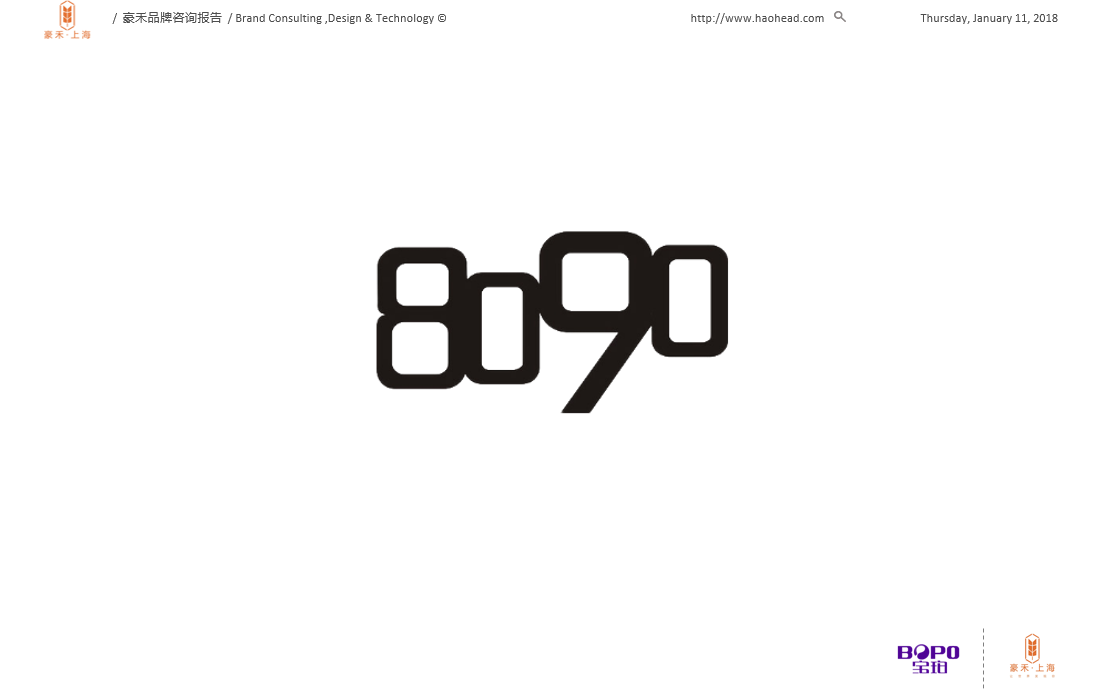 豪禾·上海
/ 豪禾品牌咨询报告 / Brand Consulting ,Design & Technology ©
http://www.haohead.com
Thursday, January 11, 2018
8090
BOPO
宝珀
豪禾·上海